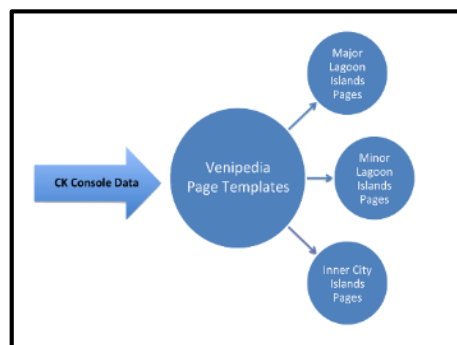 Major
Lagoon
Islands
Pages
CK Console Data
Venipedia
Page Templates
Minor
Lagoon
Islands
Pages
Inner City
Islands
Pages